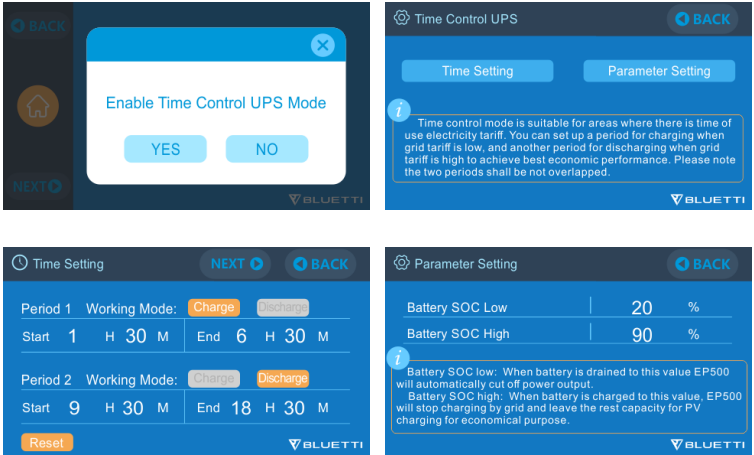 BACK
Enable Time Control UPS Mode
YES NO
NEXT
BLUETTI
Time Control UPS BACK
Time Setting Parameter Setting
i
Time control mode is suitable for areas where there is time of
use electricity tariff. You can set up a period for charging when
grid tariff is low, and another period for discharging when grid
tariff is high to achieve best economic performance. Please note
the two periods shall be not overlapped.
BLUETTI
Time Setting NEXT BACK
Period 1 Working Mode: Charge Discharge
Start 1 H 30 M End 6 H 30 M
Period 2 Working Mode: Charge Discharge
Start 9 H 30 M End 18 H 30 M
Reset
BLUETTI
Parameter Setting BACK
Battery SOC Low 20 %
Battery SOC High 90 %
i
Battery SOC low: When battery is drained to this value EP500
will automatically cut off power output.
Battery SOC high: When battery is charged to this value, EP500
will stop charging by grid and leave the rest capacity for PV
charging for economical purpose.
BLUETTI